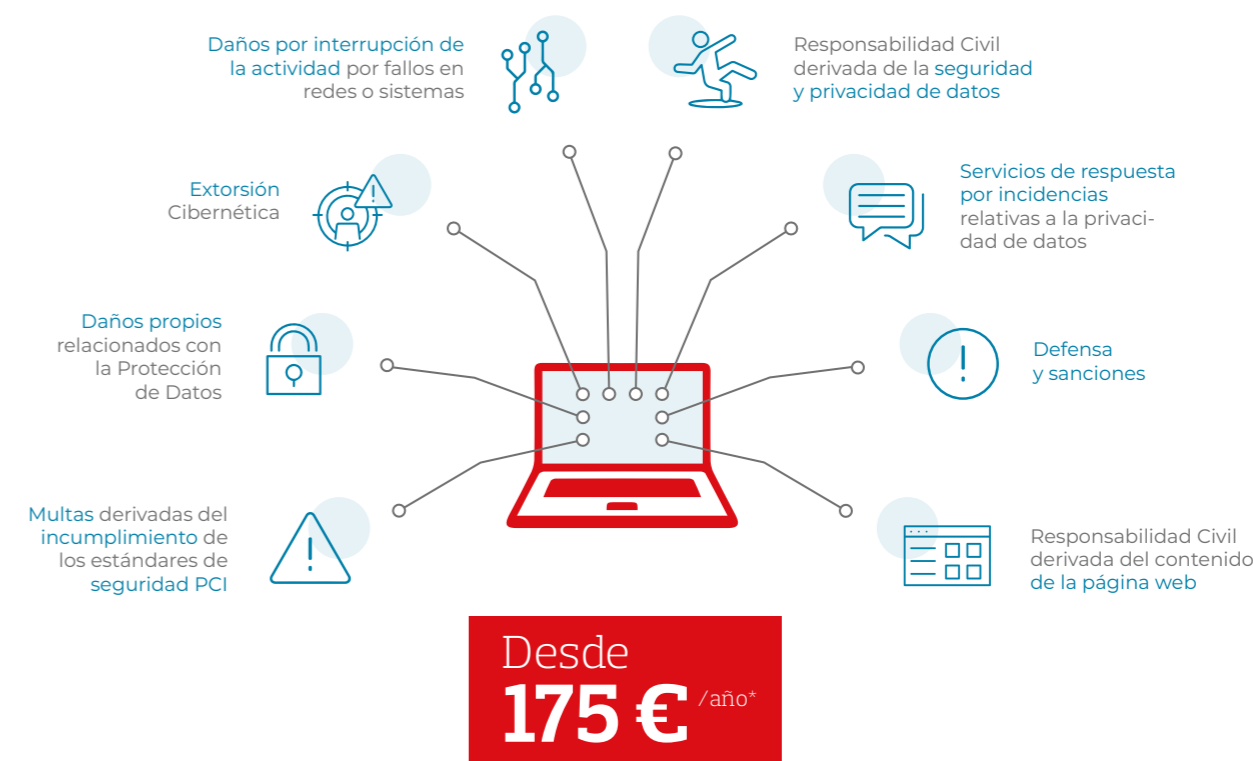 Daños por interrupción de
la actividad por fallos en
redes o sistemas
Responsabilidad Civil
derivada de la seguridad
y privacidad de datos
Extorsión
Cibernética
Servicios de respuesta
por incidencias
relativas a la privaci-
dad de datos
Daños propios
relacionados con
la Protección
de Datos
Defensa
y sanciones
Multas derivadas del
incumplimiento de
los estándares de
seguridad PCI
Responsabilidad Civil
derivada del contenido
de la página web
Desde
175 € /año*